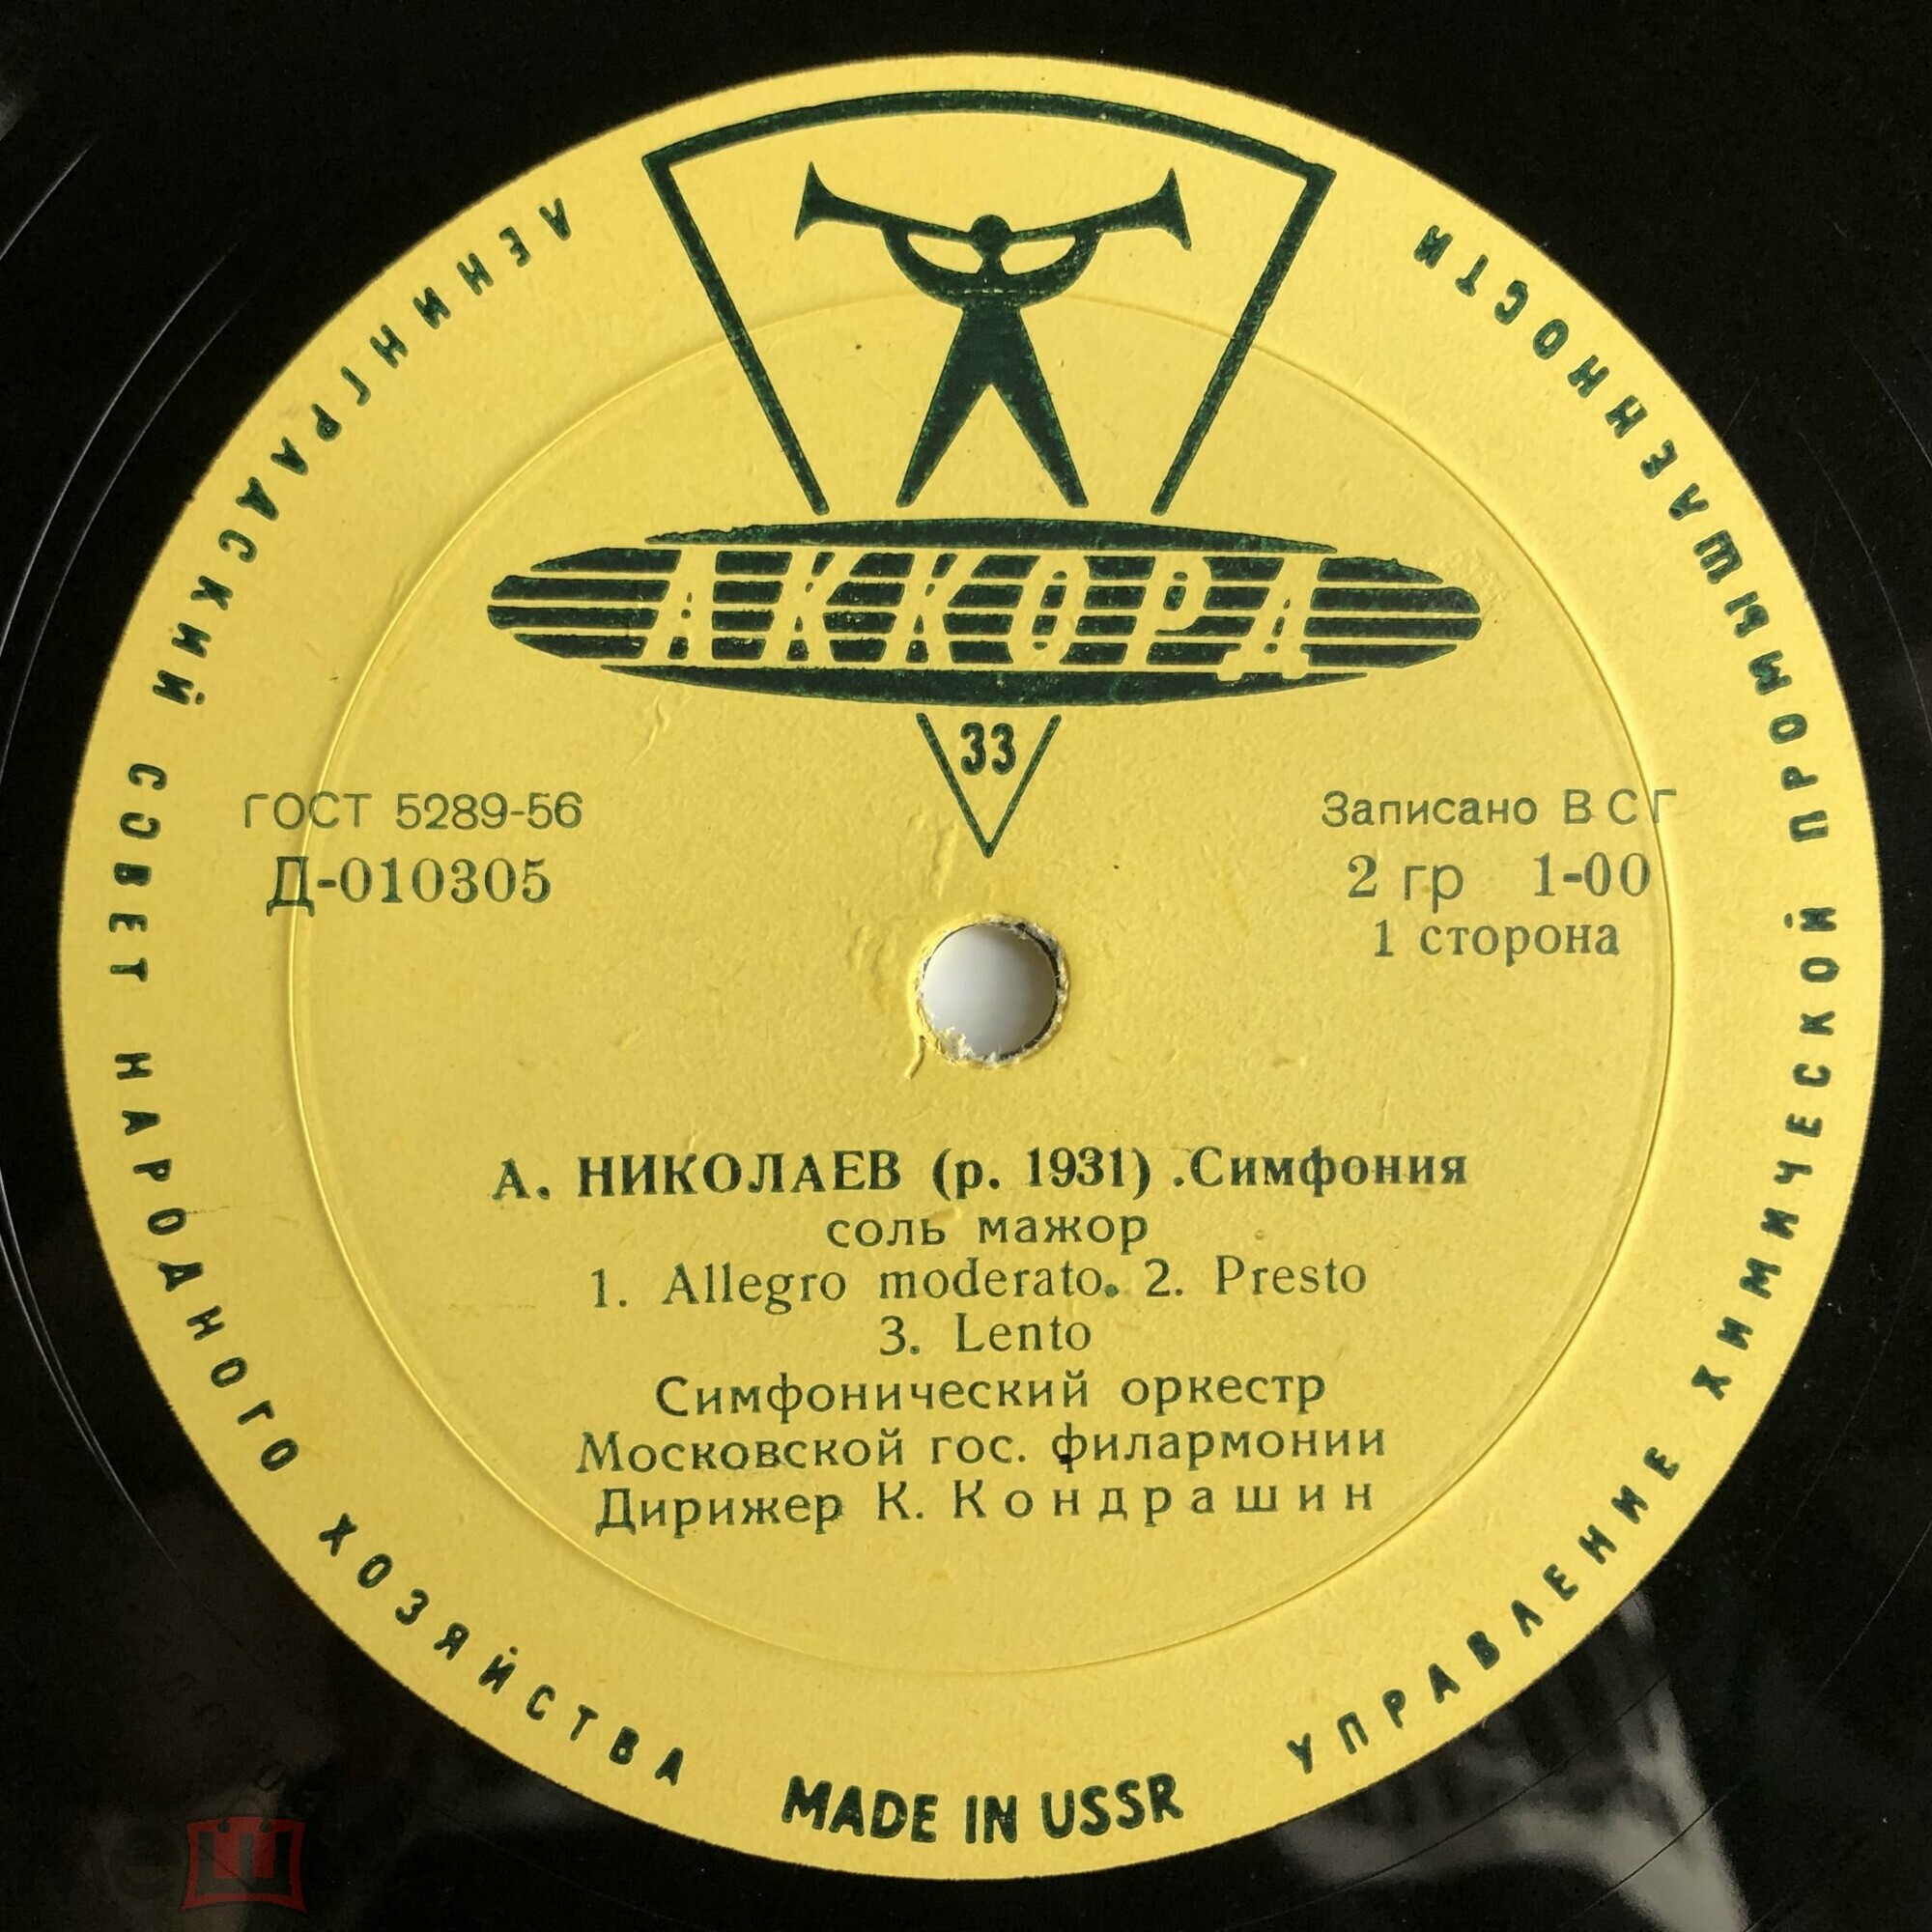 ЛЕНИНГРАДСКИЙ СОВЕТ НАРОДНОГО ХОЗЯЙСТВА
УПРАВЛЕНИЕ ХИМИЧЕСКОЙ ПРОМЫШЛЕННОСТИ
АККОРД
33
ГОСТ 5289-56
Д-010305
Записано ВСГ
2 гр 1-00
1 сторона
А. НИКОЛАЕВ (р. 1931) .Симфония
соль мажор
1. Allegro moderato. 2. Presto
3. Lento
Симфонический оркестр
Московской гос. филармонии
Дирижер К. Кондрашин
MADE IN USSR